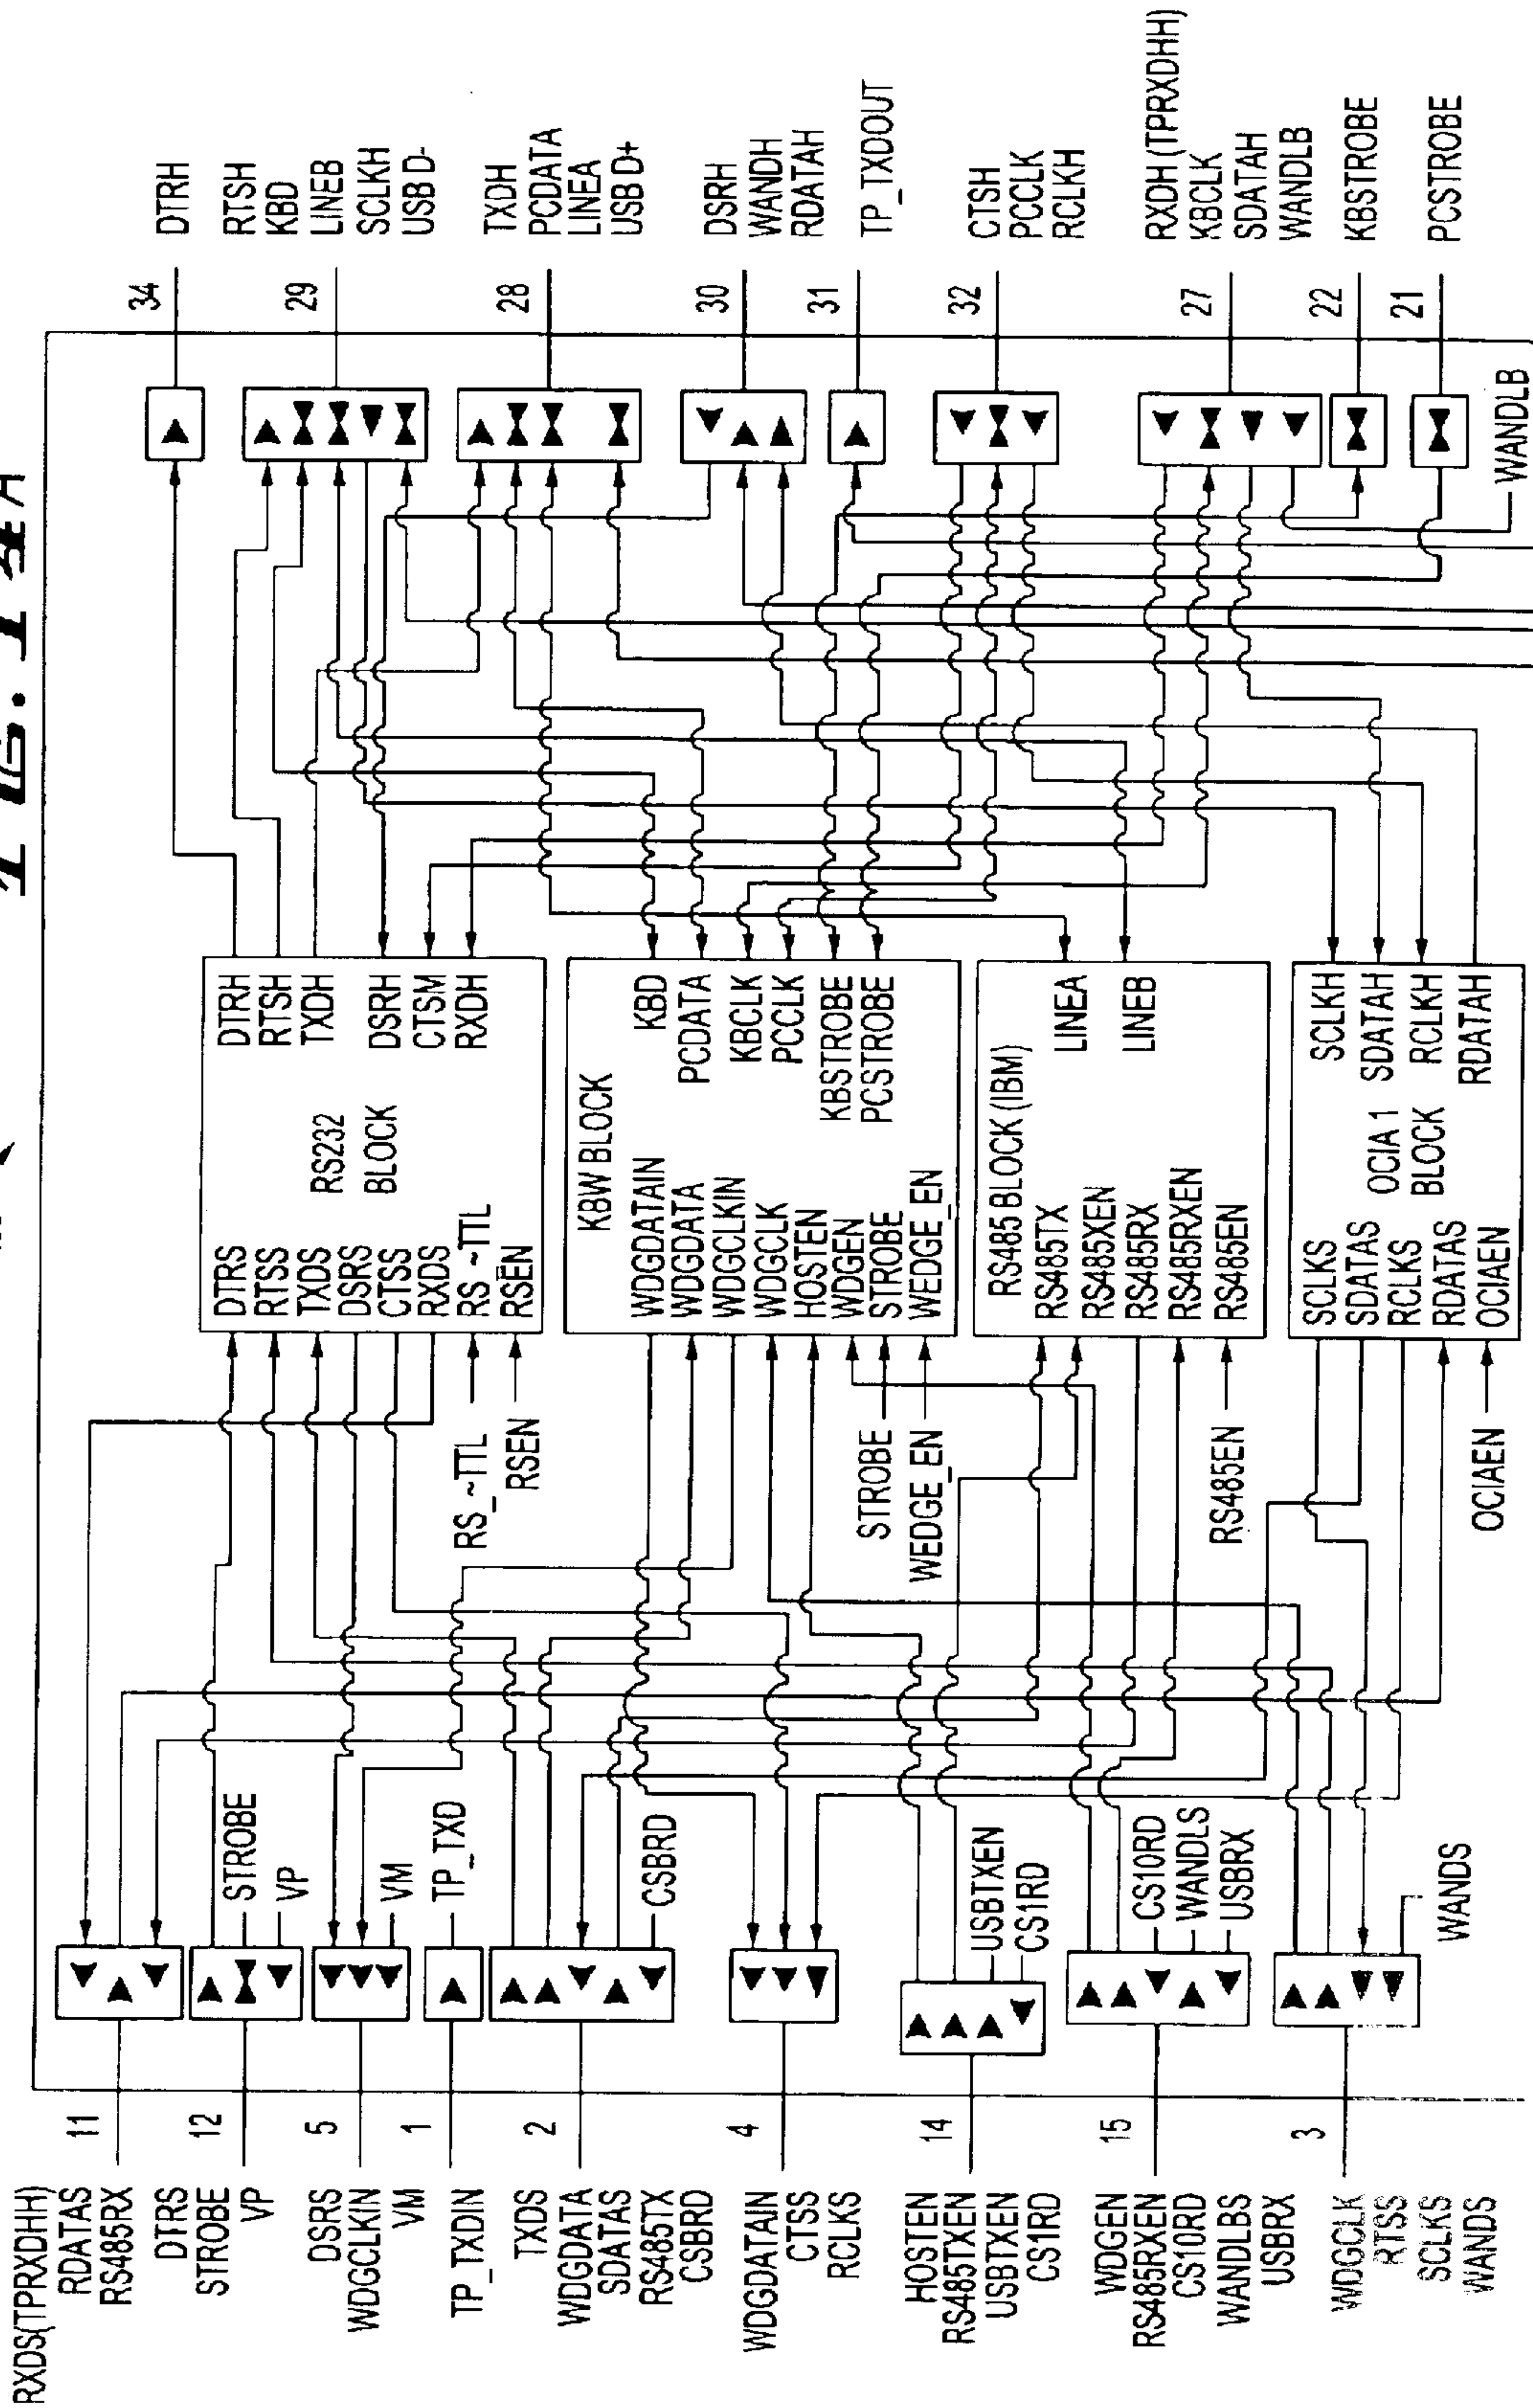 RXDS(TPRXDHH)
RDATAS
RS485RX
11
DTRS
STROBE
VP
12
DSRS
WDGCLKIN
VM
5
TP_TXDIN
1
TXDS
WDGDATA
SDATAS
RS485TX
CSBRD
2
WDGDATAIN
CTSS
RCLKS
4
HOSTEN
RS485TXEN
USBTXEN
CS1RD
14
WDGEN
RS485RXEN
CS10RD
WANDLBS
USBRX
15
WDGCLK
RTSS
SCLKS
WANDS
3
STROBE
VP
VM
TP_TXD
CSBRD
USBTXEN
CS1RD
CS10RD
WANDLS
USBRX
WANDS
RS_~TTL
RSEN
STROBE
WEDGE_EN
RS485EN
OCIAEN
DTRS
RTSS
TXDS
DSRS
CTSS
RXDS
RS_~TTL
RSEN
RS232
BLOCK
DTRH
RTSH
TXDH
DSRH
CTSM
RXDH
KBW BLOCK
WDGDATAIN
WDGDATA
WDGCLKIN
WDGCLK
HOSTEN
WDGEN
STROBE
WEDGE_EN
KBD
PCDATA
KBCLK
PCCLK
KBSTROBE
PCSTROBE
RS485 BLOCK (IBM)
RS485TX
RS485XEN
RS485RX
RS485RXEN
RS485EN
LINEA
LINEB
SCLKS
SDATAS
RCLKS
RDATAS
OCIAEN
OCIA 1
BLOCK
SCLKH
SDATAH
RCLKH
RDATAH
WANDLB
34
DTRH
29
RTSH
KBD
LINEB
SCLKH
USB D-
28
TXDH
PCDATA
LINEA
USB D+
30
DSRH
WANDH
RDATAH
31
TP_TXDOUT
32
CTSH
PCCLK
RCLKH
27
RXDH (TPRXDHH)
KBCLK
SDATAH
WANDLB
22
KBSTROBE
21
PCSTROBE